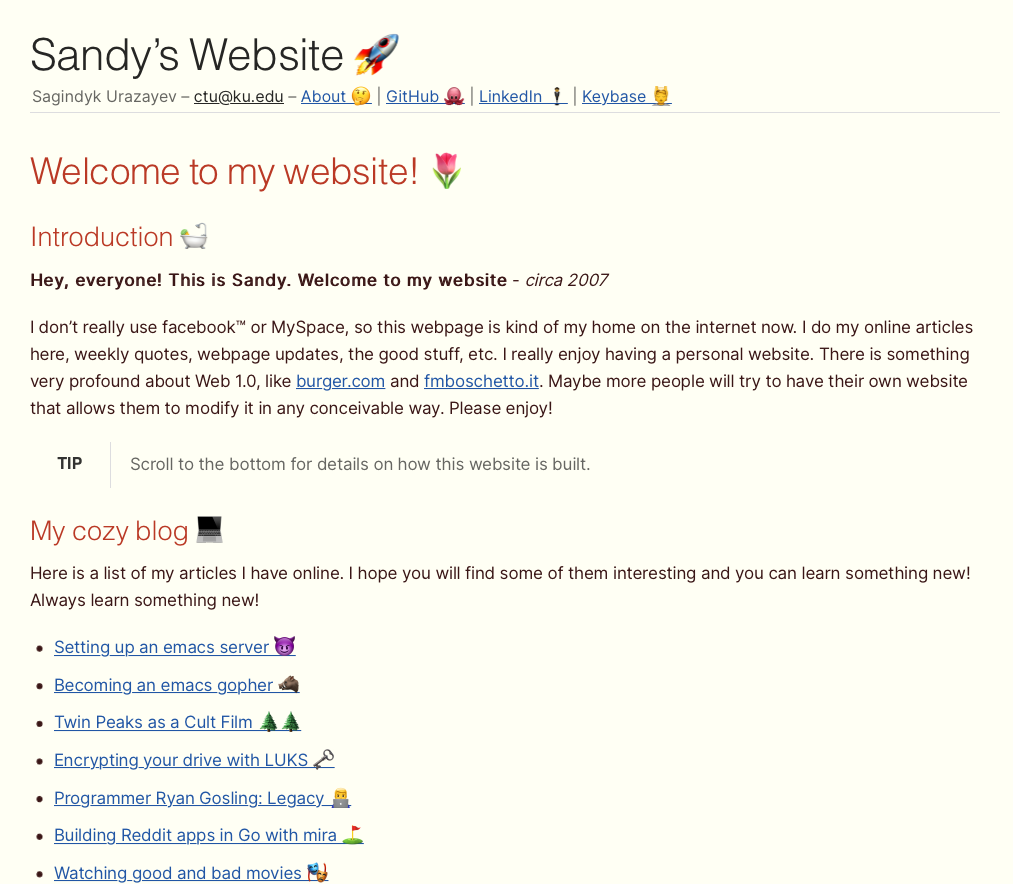 Sandy’s Website 🚀
Sagindyk Urazayev – ctu@ku.edu – About 🤔 | GitHub 🐙 | LinkedIn 🕴 | Keybase 💆‍♂️
Welcome to my website! 🌷
Introduction 🛁
Hey, everyone! This is Sandy. Welcome to my website - circa 2007
I don’t really use facebook™ or MySpace, so this webpage is kind of my home on the internet now. I do my online articles
here, weekly quotes, webpage updates, the good stuff, etc. I really enjoy having a personal website. There is something
very profound about Web 1.0, like burger.com and fmboschetto.it. Maybe more people will try to have their own website
that allows them to modify it in any conceivable way. Please enjoy!
TIP
Scroll to the bottom for details on how this website is built.
My cozy blog 💻
Here is a list of my articles I have online. I hope you will find some of them interesting and you can learn something new!
Always learn something new!
• Setting up an emacs server 😈
• Becoming an emacs gopher 🐗
• Twin Peaks as a Cult Film 🌲🌲
• Encrypting your drive with LUKS 🗝
• Programmer Ryan Gosling: Legacy 👨‍💻
• Building Reddit apps in Go with mira ⛳
• Watching good and bad movies 🎭